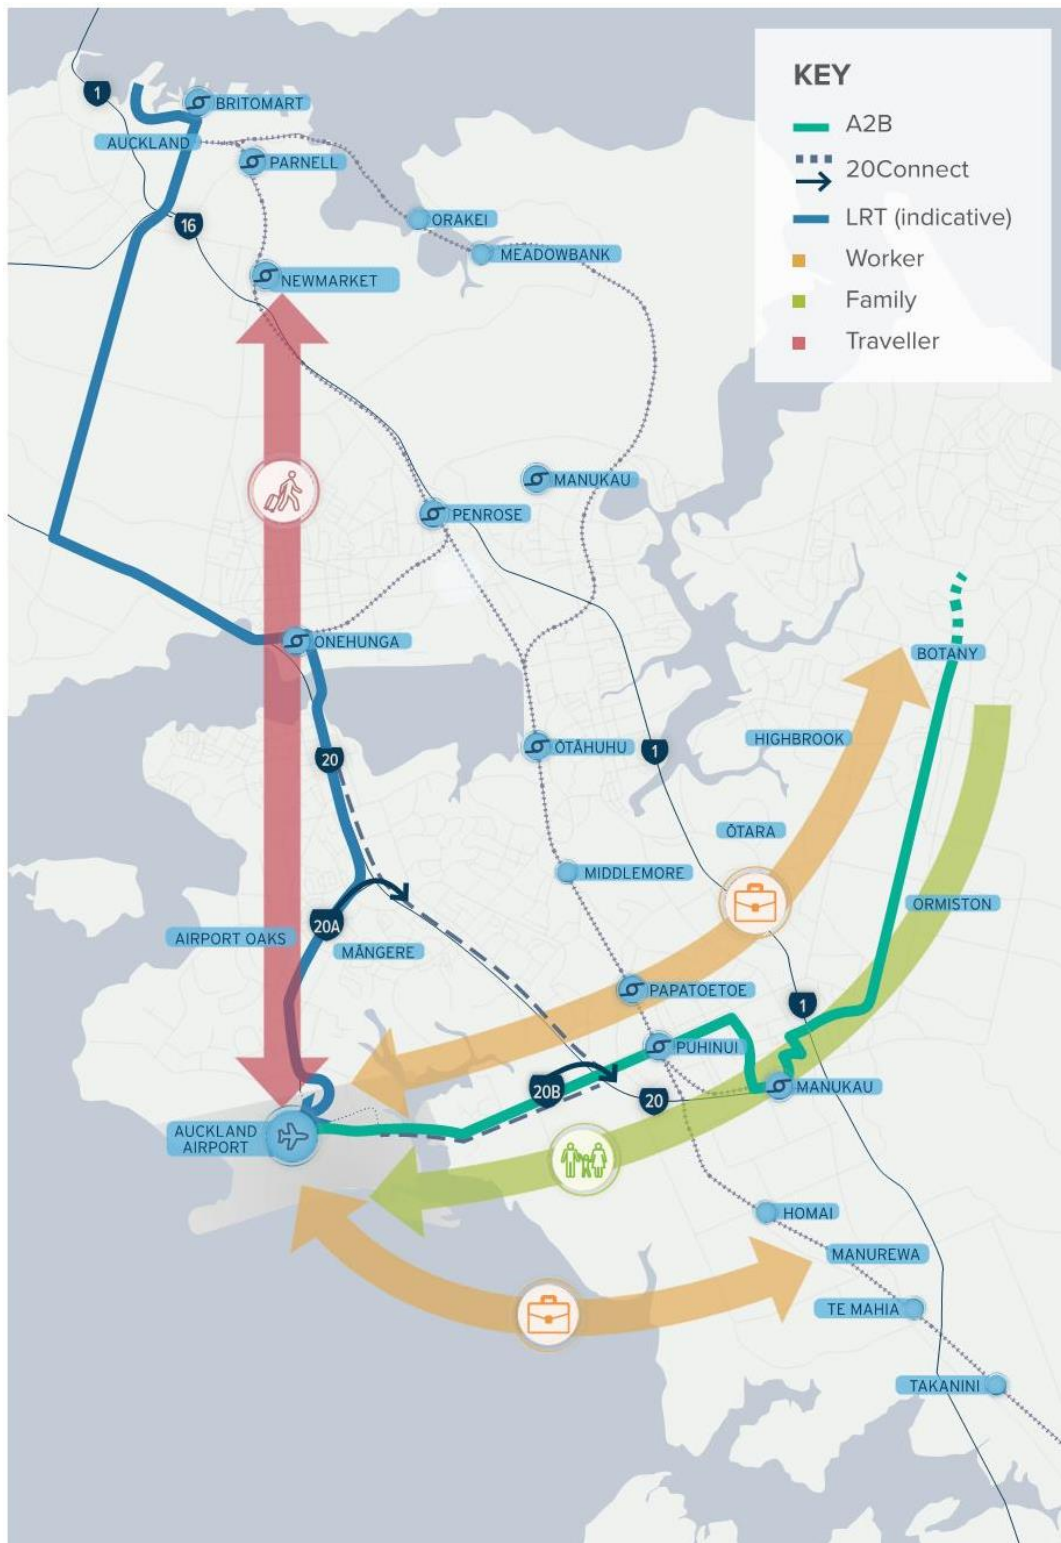 KEY
A2B
20Connect
LRT (indicative)
Worker
Family
Traveller
1
BRITOMART
AUCKLAND
PARNELL
16
ORAKEI
MEADOWBANK
NEWMARKET
MANUKAU
PENROSE
ONEHUNGA
BOTANY
HIGHBROOK
ŌTĀHUHU
1
20
ŌTARA
MIDDLEMORE
ORMISTON
20A
AIRPORT OAKS
MĀNGERE
PAPATOETOE
1
PUHINUI
20B
20
MANUKAU
AUCKLAND
AIRPORT
HOMAI
MANUREWA
TE MAHIA
TAKANINI